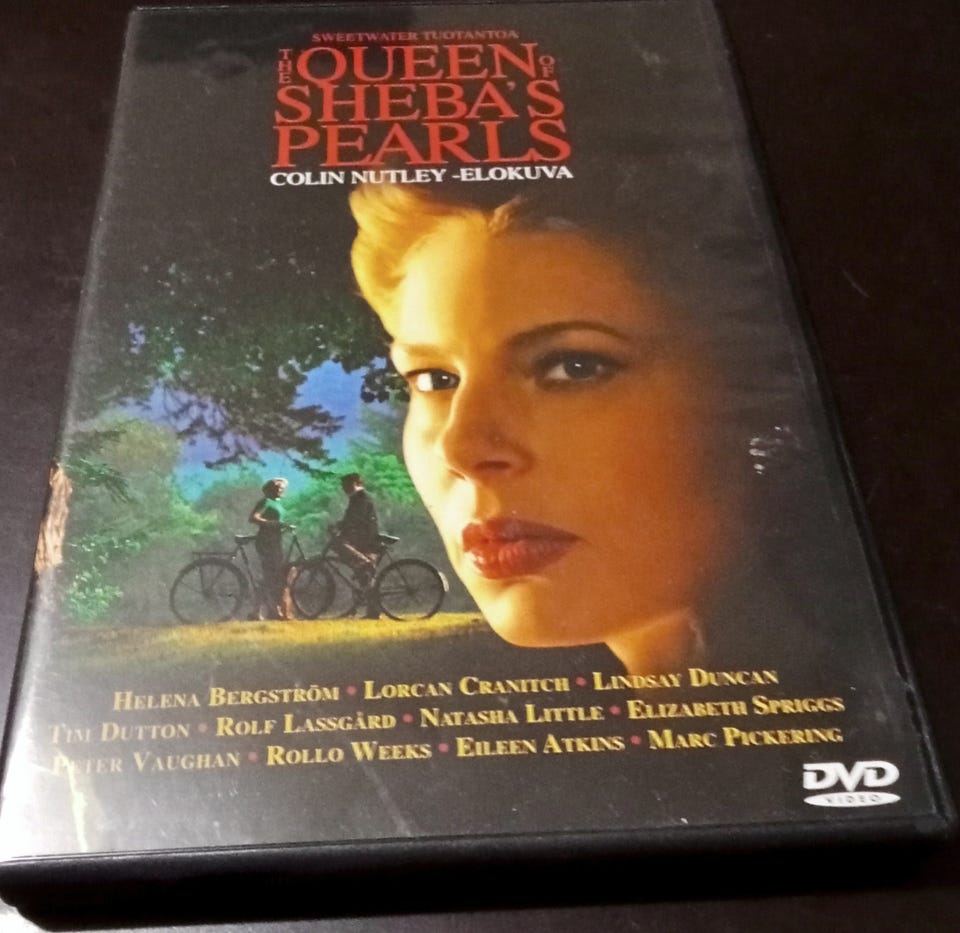 SWEETWATER TUOTANTOA
THE QUEEN OF
SHEBA'S
PEARLS
COLIN NUTLEY -ELOKUVA
HELENA BERGSTRÖM • LORCAN CRANITCH • LINDSAY DUNCAN
TIM DUTTON • ROLF LASSGÅRD • NATASHA LITTLE • ELIZABETH SPRIGGS
PETER VAUGHAN • ROLLO WEEKS • EILEEN ATKINS • MARC PICKERING
DVD
VIDEO